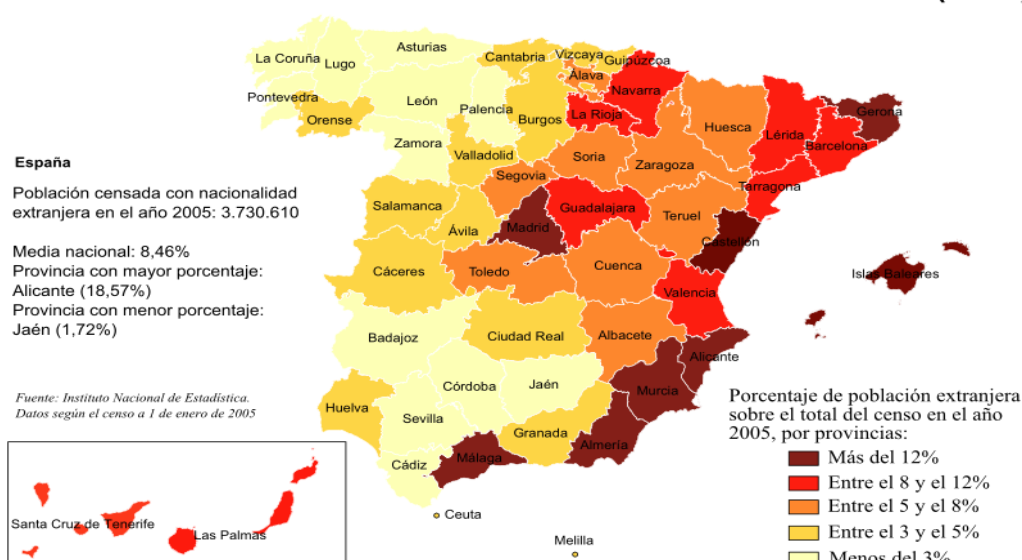 Asturias
La Coruña
Lugo
Cantabria
Vizcaya
Guipúzcoa
Álava
Navarra
Pontevedra
Orense
León
Palencia
Burgos
La Rioja
Huesca
Lérida
Gerona
Barcelona
Zamora
Valladolid
Soria
Zaragoza
Segovia
Tarragona
España
Población censada con nacionalidad
extranjera en el año 2005: 3.730.610
Media nacional: 8,46%
Provincia con mayor porcentaje:
Alicante (18,57%)
Provincia con menor porcentaje:
Jaén (1,72%)
Salamanca
Ávila
Madrid
Guadalajara
Teruel
Castellón
Cáceres
Toledo
Cuenca
Islas Baleares
Valencia
Badajoz
Ciudad Real
Albacete
Alicante
Córdoba
Jaén
Murcia
Huelva
Sevilla
Granada
Almería
Cádiz
Málaga
Ceuta
Melilla
Fuente: Instituto Nacional de Estadística.
Datos según el censo a 1 de enero de 2005
Santa Cruz de Tenerife
Las Palmas
Porcentaje de población extranjera
sobre el total del censo en el año
2005, por provincias:
Más del 12%
Entre el 8 y el 12%
Entre el 5 y el 8%
Entre el 3 y el 5%
Menos del 3%